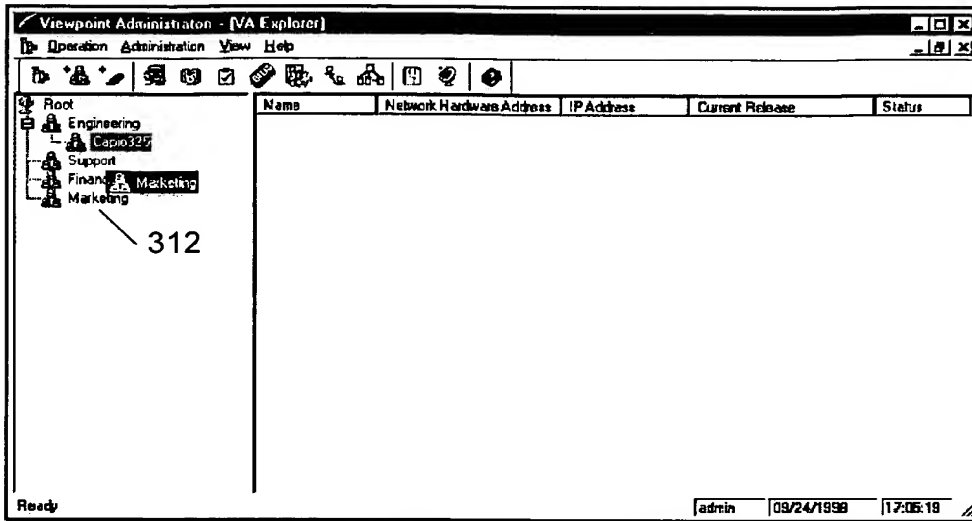 Viewpoint Administraton - [VA Explorer]
Operation Administration View Help
Name Network Hardware Address IP Address Current Release Status
Root
Engineering
Capio325
Support
Financ Marketing
Marketing
312
Ready admin 09/24/1998 17:05:19